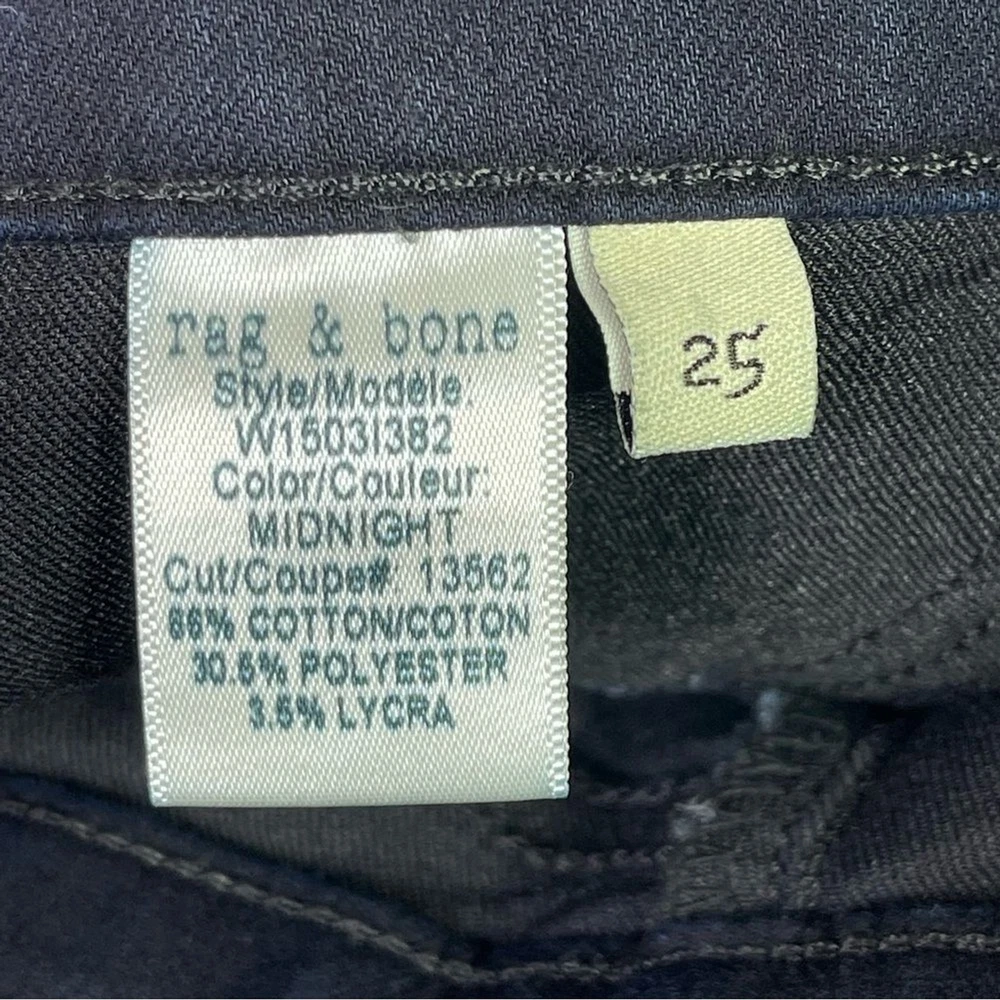 rag & bone
Style/Modèle:
W1503I382
Color/Couleur:
MIDNIGHT
Cut/Coupe# 13562
66% COTTON/COTON
30.5% POLYESTER
3.5% LYCRA
25